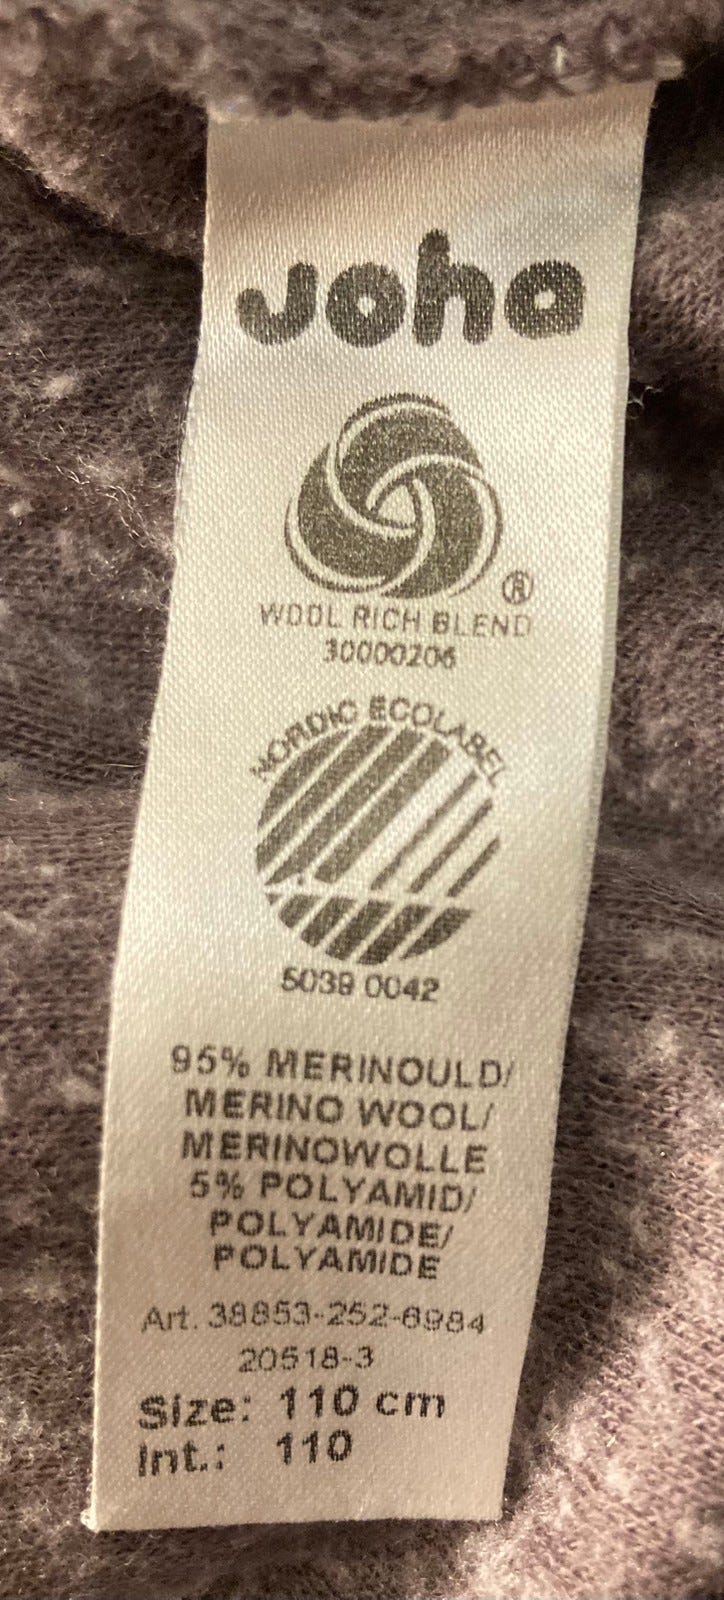 Joha
®
WOOL RICH BLEND
30000206
NORDIC ECOLABEL
5039 0042
95% MERINOULD/
MERINO WOOL/
MERINOWOLLE
5% POLYAMID/
POLYAMIDE/
POLYAMIDE
Art. 38853-252-6984
20518-3
Size: 110 cm
Int.: 110